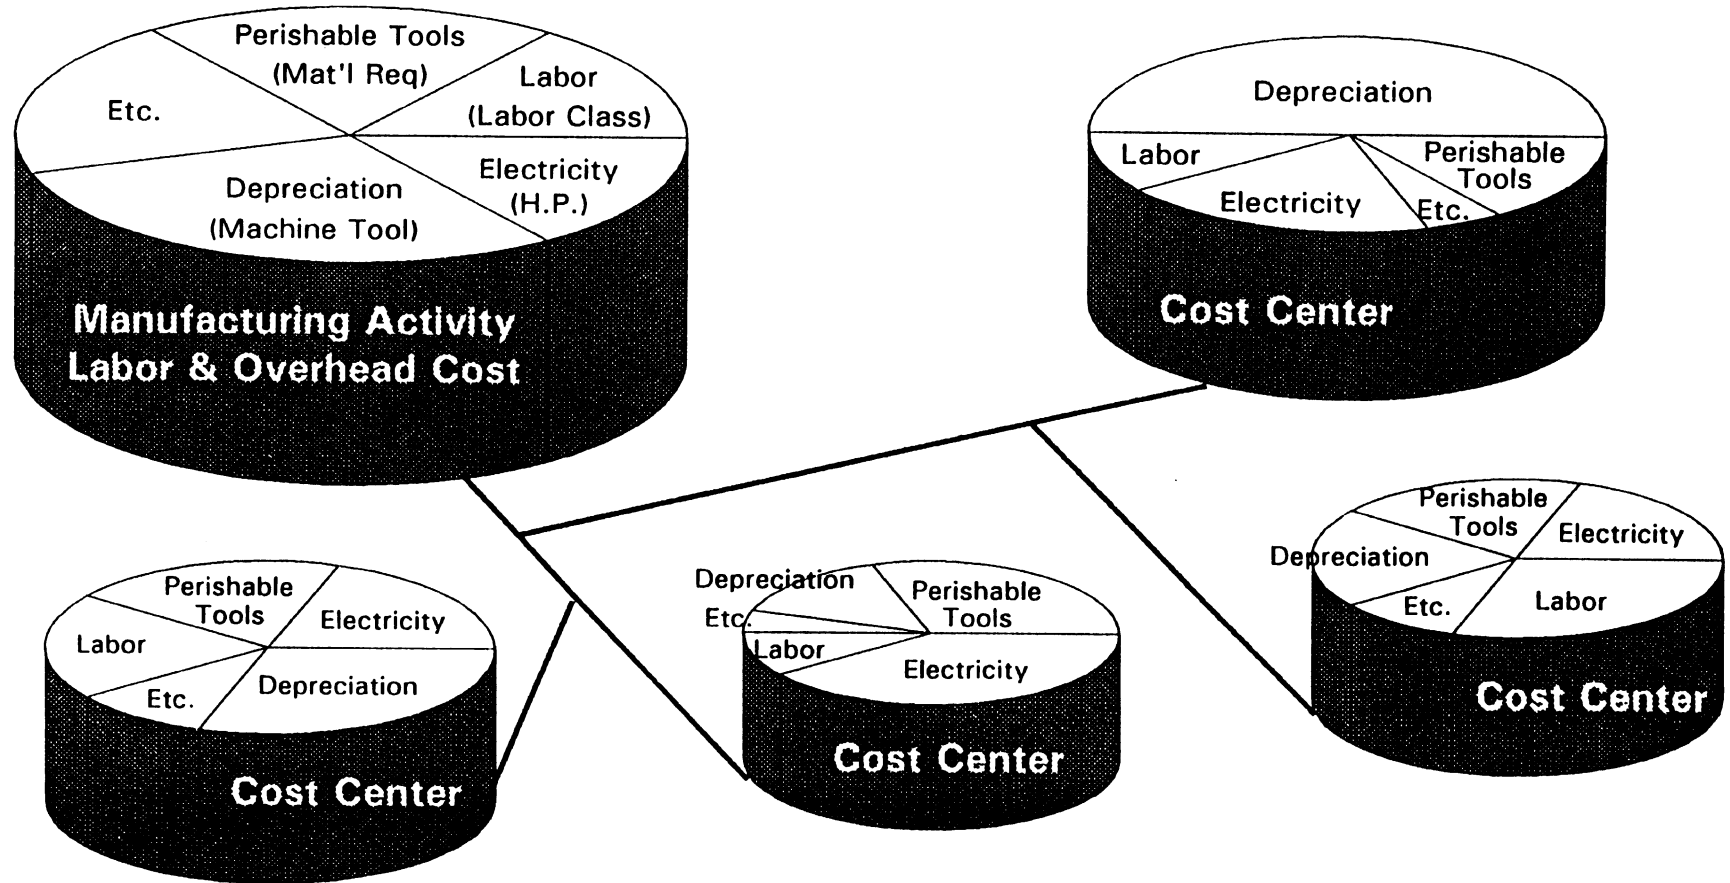 Perishable Tools
(Mat'l Req)
Labor
(Labor Class)
Etc.
Electricity
(H.P.)
Depreciation
(Machine Tool)
Manufacturing Activity
Labor & Overhead Cost
Depreciation
Labor
Perishable
Tools
Electricity
Etc.
Cost Center
Perishable
Tools
Electricity
Labor
Etc.
Depreciation
Cost Center
Depreciation
Perishable
Tools
Etc.
Labor
Electricity
Cost Center
Perishable
Tools
Electricity
Depreciation
Etc.
Labor
Cost Center